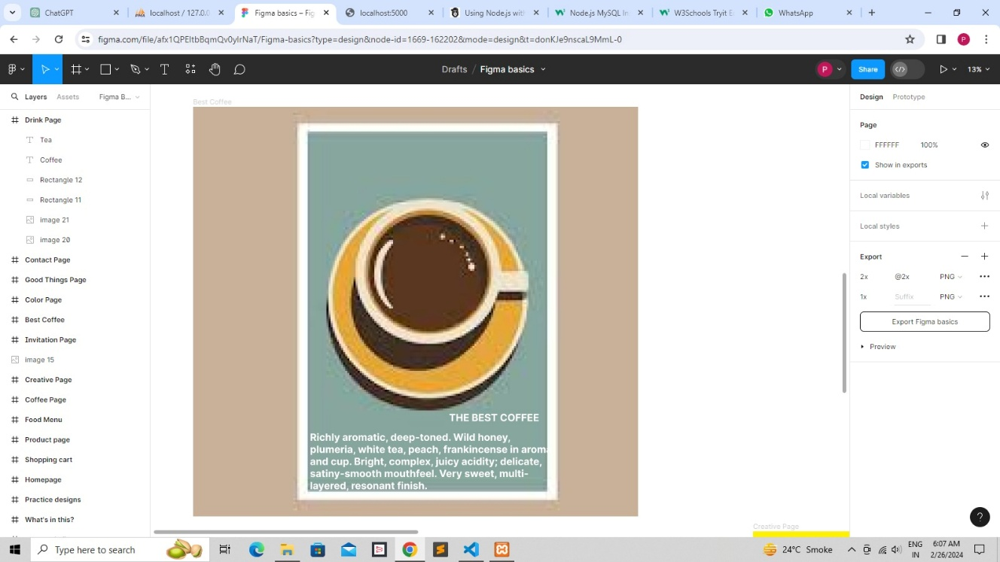 ChatGPT
localhost / 127.0.0
Figma basics – Fig
localhost:5000
Using Node.js with
Node.js MySQL In
W3Schools Tryit E
WhatsApp
figma.com/file/afx1QPEltbBqmQv0ylrNaT/Figma-basics?type=design&node-id=1669-162202&mode=design&t=donKJe9nscaL9MmL-0
P
Drafts / Figma basics
P
Share
13%
Layers
Assets
Figma B...
Drink Page
Tea
Coffee
Rectangle 12
Rectangle 11
image 21
image 20
Contact Page
Good Things Page
Color Page
Best Coffee
Invitation Page
image 15
Creative Page
Coffee Page
Food Menu
Product page
Shopping cart
Homepage
Practice designs
What's in this?
Best Coffee
THE BEST COFFEE
Richly aromatic, deep-toned. Wild honey,
plumeria, white tea, peach, frankincense in aroma
and cup. Bright, complex, juicy acidity; delicate,
satiny-smooth mouthfeel. Very sweet, multi-
layered, resonant finish.
Creative Page
Design
Prototype
Page
FFFFFF
100%
Show in exports
Local variables
Local styles
Export
2x
@2x
PNG
1x
Suffix
PNG
Export Figma basics
Preview
?
Type here to search
24°C Smoke
ENG
IN
6:07 AM
2/26/2024